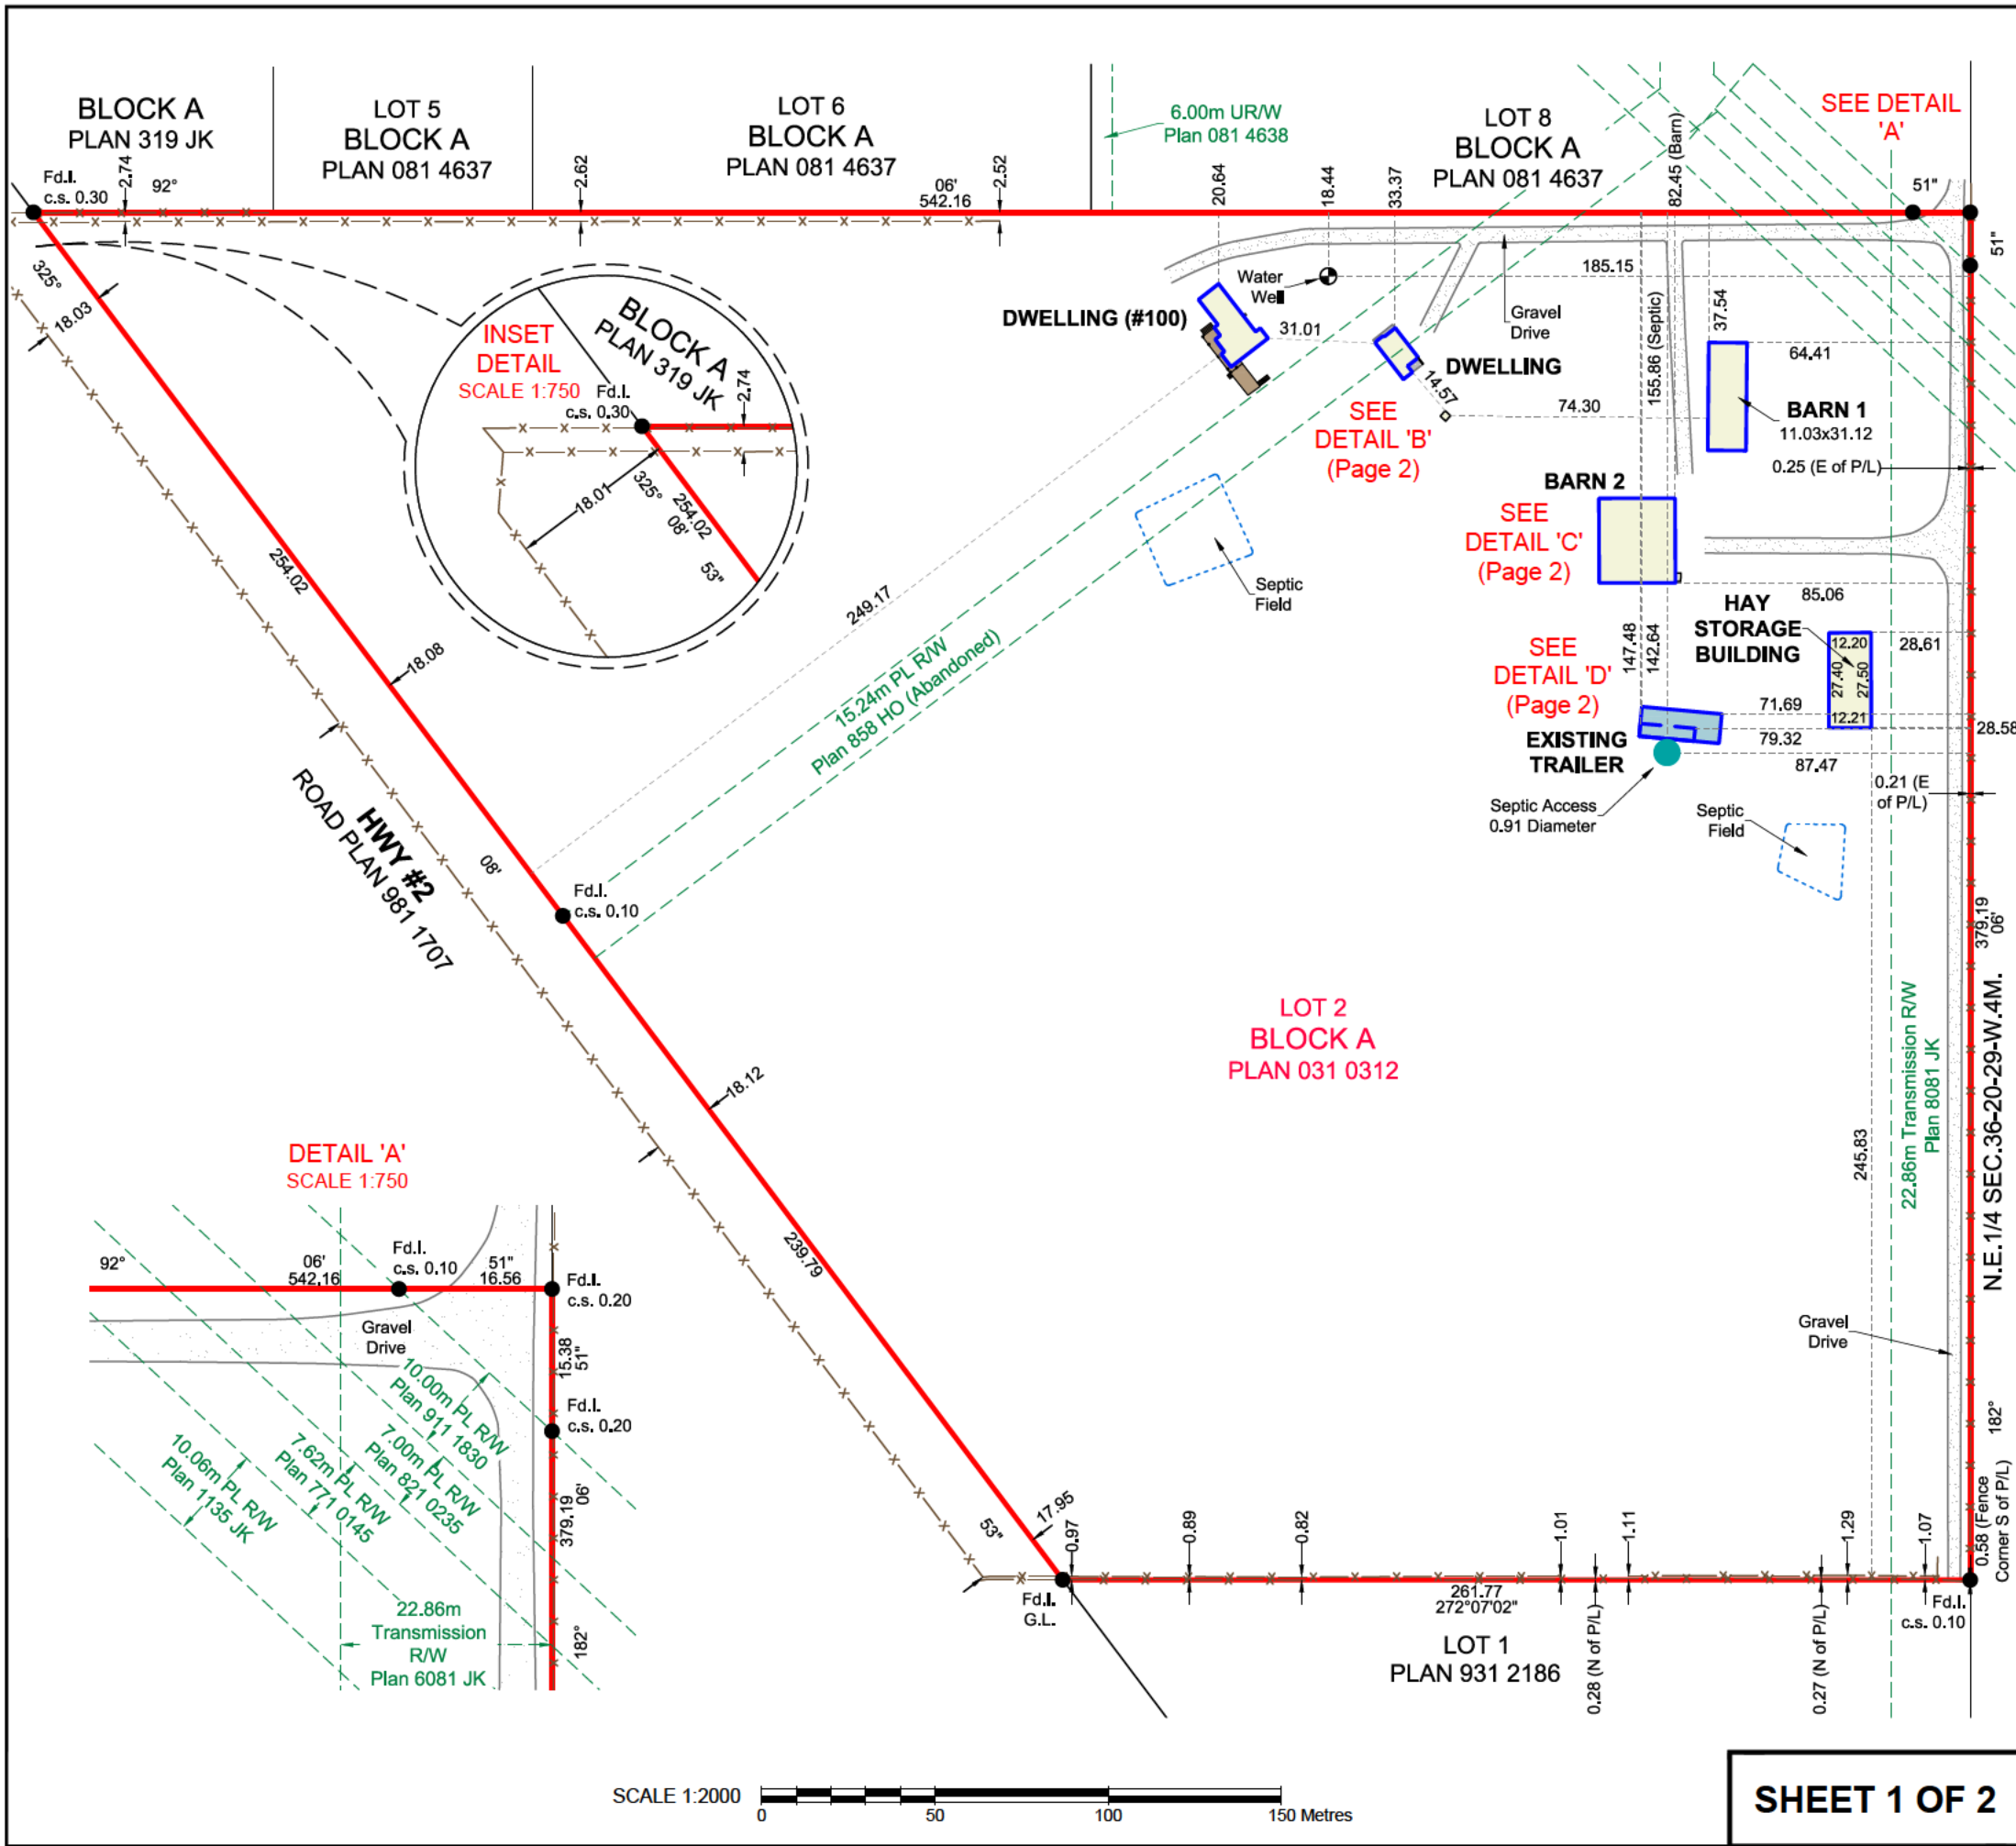 BLOCK A
PLAN 319 JK
LOT 5
BLOCK A
PLAN 081 4637
LOT 6
BLOCK A
PLAN 081 4637
6.00m UR/W
Plan 081 4638
LOT 8
BLOCK A
PLAN 081 4637
SEE DETAIL
'A'
Fd.I.
c.s. 0.30
2.74
92°
2.62
06'
542.16
2.52
20.64
18.44
33.37
82.45 (Barn)
51"
51"
325°
18.03
INSET
DETAIL
SCALE 1:750
BLOCK A
PLAN 319 JK
Fd.I.
c.s. 0.30
2.74
18.01
325°
254.02
08'
53"
Water
Well
185.15
Gravel
Drive
DWELLING (#100)
31.01
DWELLING
14.57
74.30
155.86 (Septic)
37.54
64.41
BARN 1
11.03x31.12
0.25 (E of P/L)
SEE
DETAIL 'B'
(Page 2)
BARN 2
SEE
DETAIL 'C'
(Page 2)
85.06
Septic
Field
249.17
15.24m PL R/W
Plan 858 HO (Abandoned)
HAY
STORAGE
BUILDING
12.20
27.40
27.50
12.21
28.61
28.58
SEE
DETAIL 'D'
(Page 2)
147.48
142.64
71.69
79.32
87.47
EXISTING
TRAILER
Septic Access
0.91 Diameter
0.21 (E
of P/L)
Septic
Field
254.02
18.08
08'
HWY #2
ROAD PLAN 981 1707
Fd.I.
c.s. 0.10
18.12
239.79
53"
17.95
LOT 2
BLOCK A
PLAN 031 0312
379.19
06'
22.86m Transmission R/W
Plan 8081 JK
N.E.1/4 SEC.36-20-29-W.4M.
245.83
Gravel
Drive
182°
0.58 (Fence
Corner S of P/L)
DETAIL 'A'
SCALE 1:750
92°
06'
542.16
Fd.I.
c.s. 0.10
51"
16.56
Fd.I.
c.s. 0.20
Gravel
Drive
15.38
51"
Fd.I.
c.s. 0.20
10.00m PL R/W
Plan 911 1830
7.00m PL R/W
Plan 821 0235
7.62m PL R/W
Plan 771 0145
10.06m PL R/W
Plan 1135 JK
379.19
06'
22.86m
Transmission
R/W
Plan 6081 JK
182°
0.97
0.89
0.82
1.01
1.11
1.29
1.07
Fd.I.
G.L.
261.77
272°07'02"
0.28 (N of P/L)
0.27 (N of P/L)
Fd.I.
c.s. 0.10
LOT 1
PLAN 931 2186
SCALE 1:2000
0 50 100 150 Metres
SHEET 1 OF 2